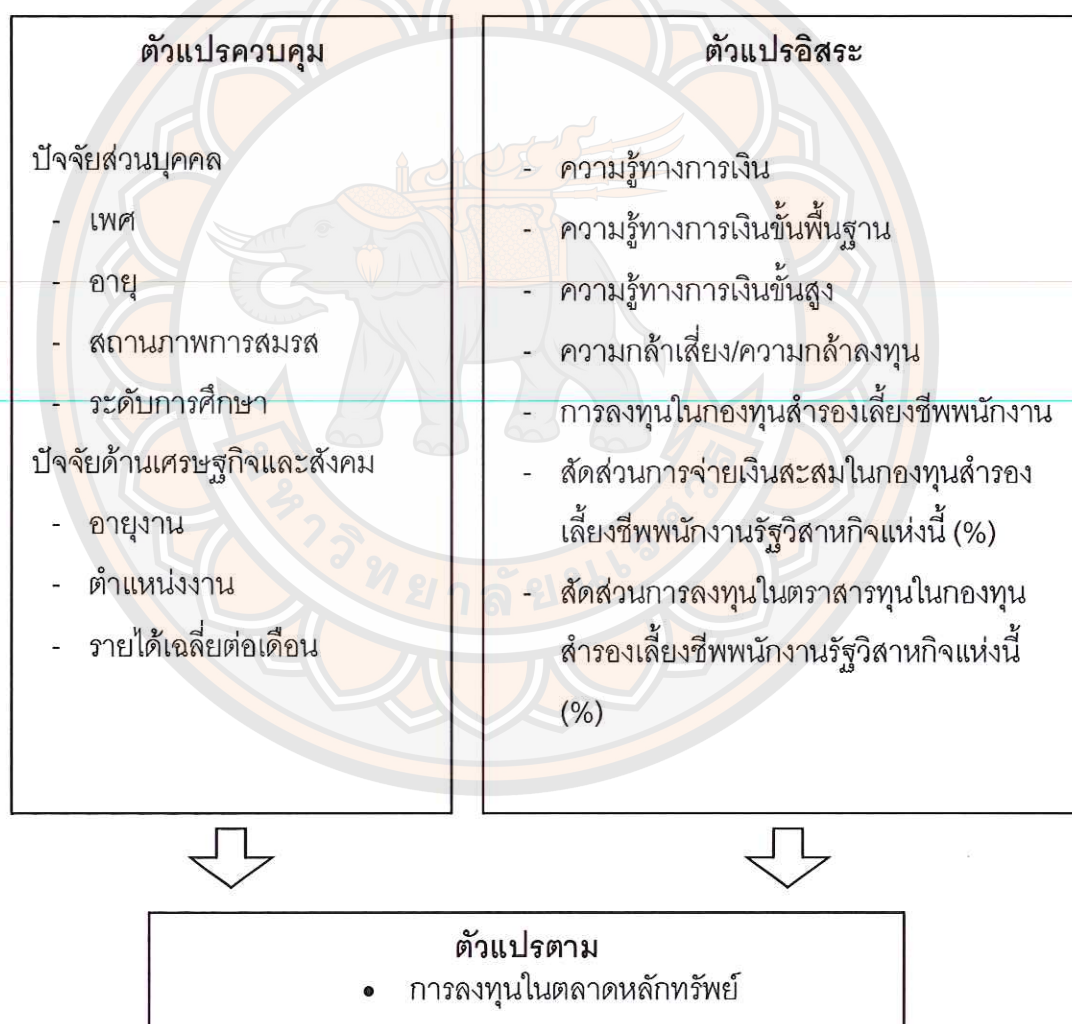 ตัวแปรควบคุม
ปัจจัยส่วนบุคคล
- เพศ
- อายุ
- สถานภาพการสมรส
- ระดับการศึกษา
ปัจจัยด้านเศรษฐกิจและสังคม
- อายุงาน
- ตำแหน่งงาน
- รายได้เฉลี่ยต่อเดือน
ตัวแปรอิสระ
- ความรู้ทางการเงิน
- ความรู้ทางการเงินขั้นพื้นฐาน
- ความรู้ทางการเงินขั้นสูง
- ความกล้าเสี่ยง/ความกล้าลงทุน
- การลงทุนในกองทุนสำรองเลี้ยงชีพพนักงาน
- สัดส่วนการจ่ายเงินสะสมในกองทุนสำรอง
เลี้ยงชีพพนักงานรัฐวิสาหกิจแห่งนี้ (%)
- สัดส่วนการลงทุนในตราสารทุนในกองทุน
สำรองเลี้ยงชีพพนักงานรัฐวิสาหกิจแห่งนี้
(%)
ตัวแปรตาม
• การลงทุนในตลาดหลักทรัพย์